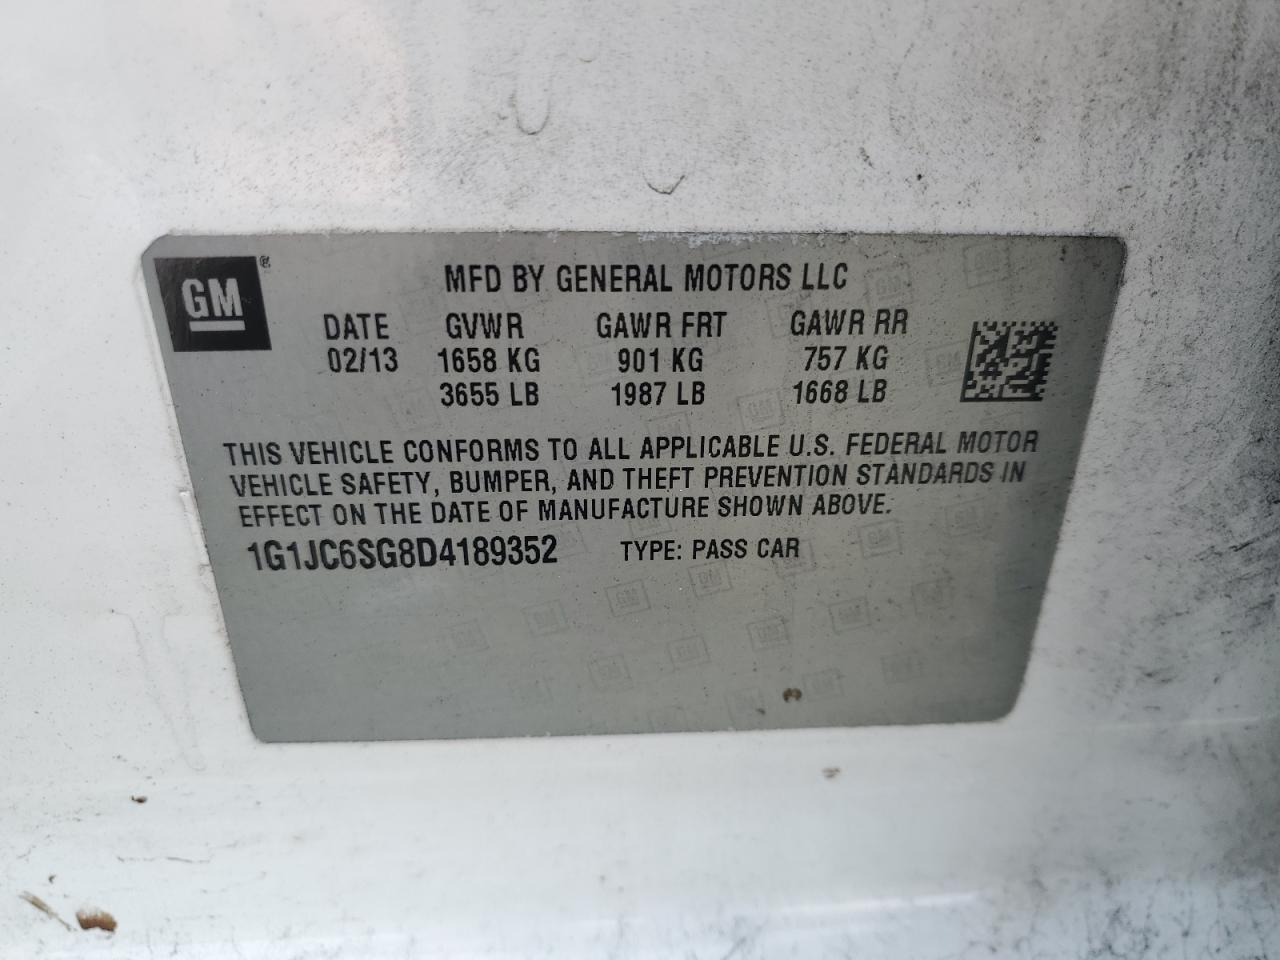 GM®
MFD BY GENERAL MOTORS LLC
DATE GVWR GAWR FRT GAWR RR
02/13 1658 KG 901 KG 757 KG
3655 LB 1987 LB 1668 LB
THIS VEHICLE CONFORMS TO ALL APPLICABLE U.S. FEDERAL MOTOR
VEHICLE SAFETY, BUMPER, AND THEFT PREVENTION STANDARDS IN
EFFECT ON THE DATE OF MANUFACTURE SHOWN ABOVE.
1G1JC6SG8D4189352 TYPE: PASS CAR